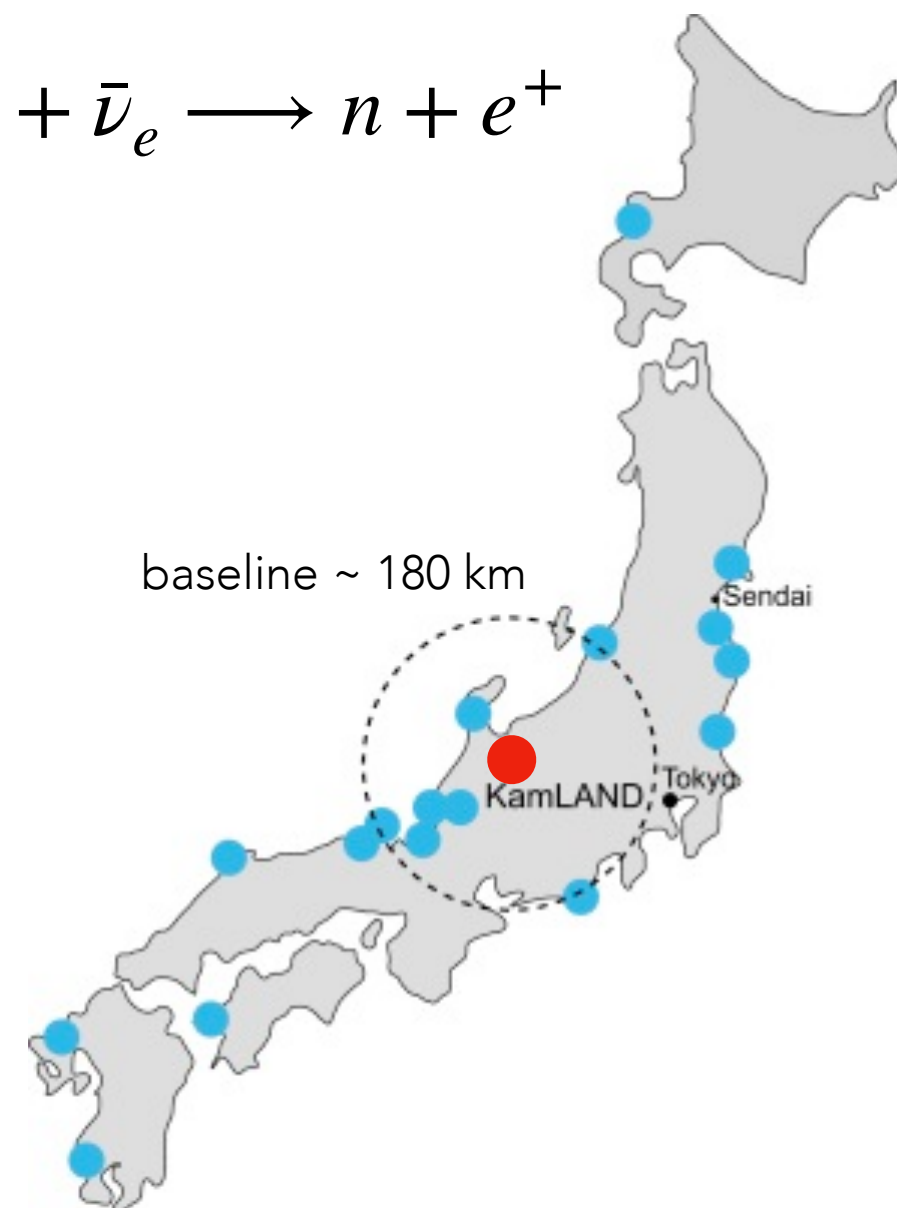 + ν̄ₑ ⟶ n + e⁺
baseline ~ 180 km
Sendai
Tokyo
KamLAND